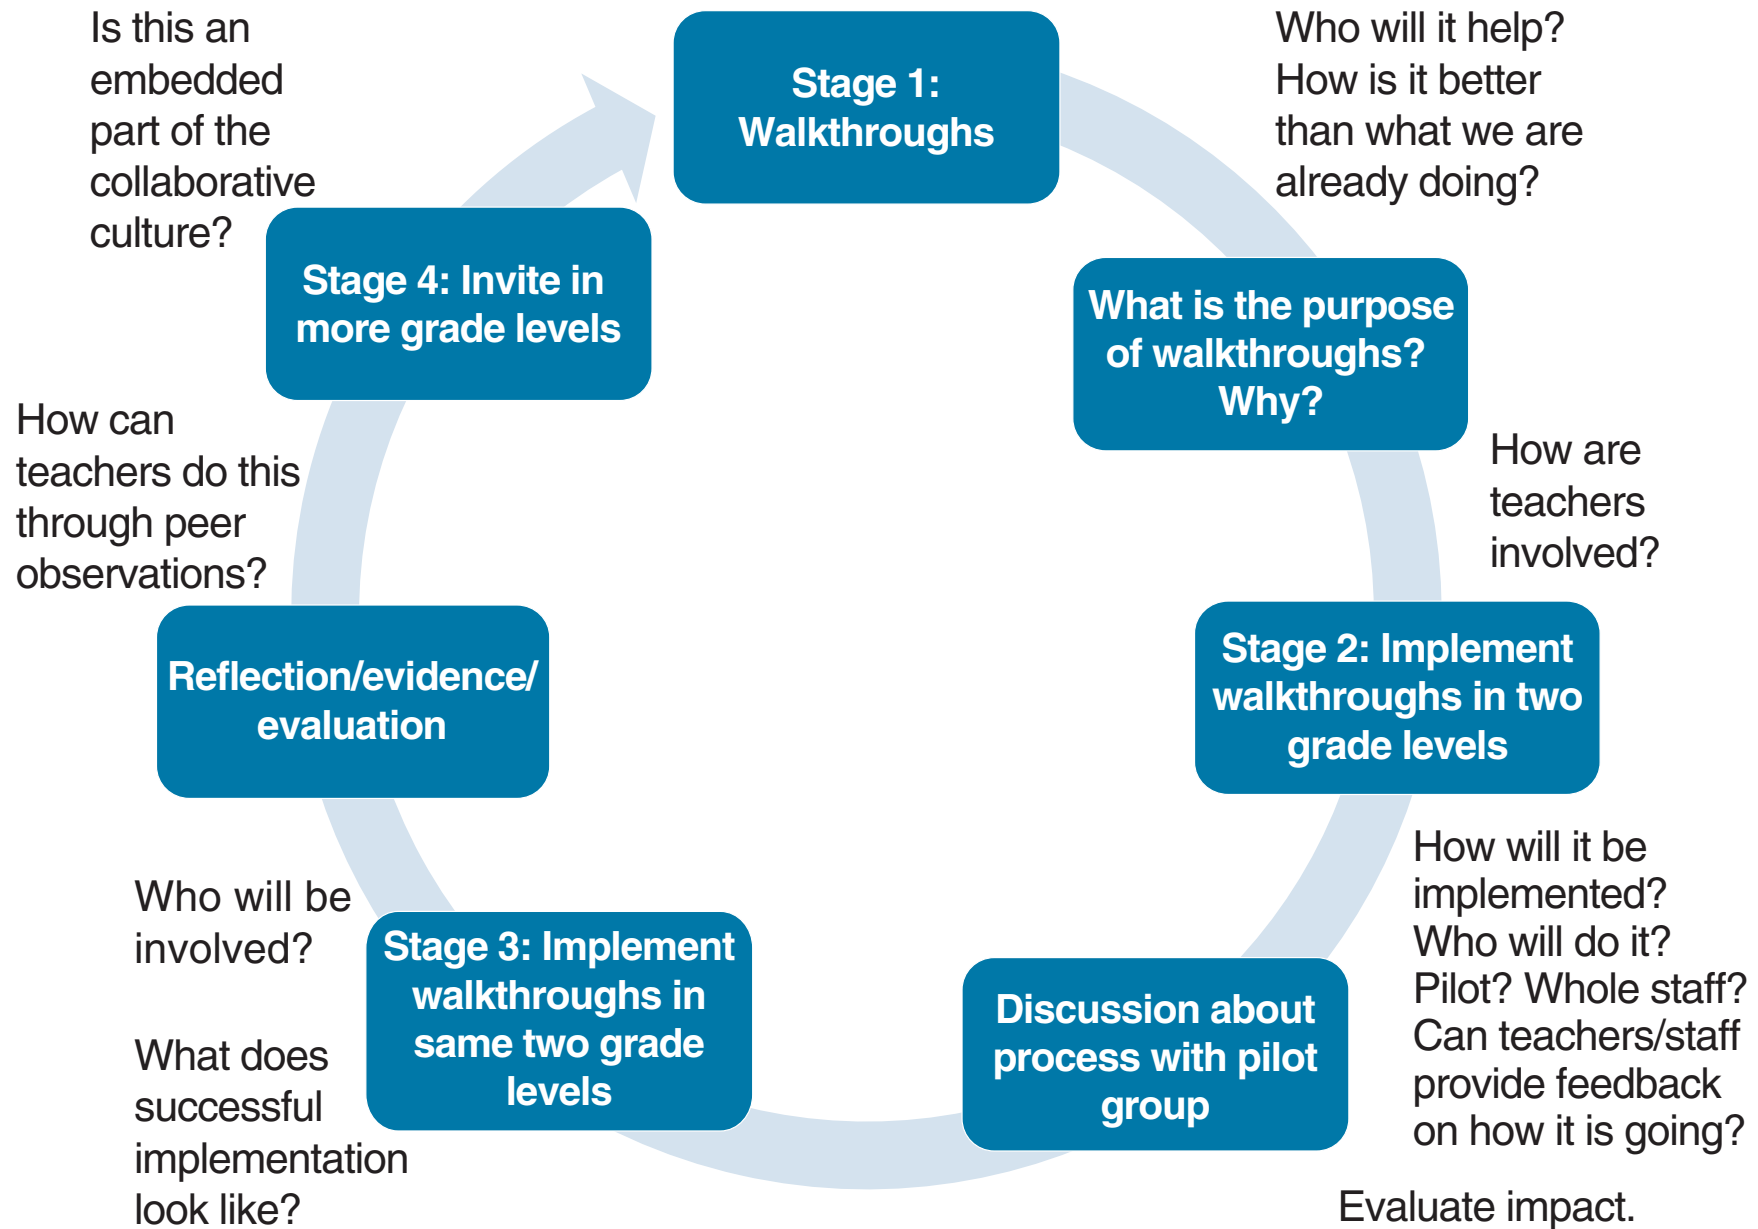 Stage 1:
Walkthroughs
Who will it help?
How is it better
than what we are
already doing?
What is the purpose
of walkthroughs?
Why?
How are
teachers
involved?
Stage 2: Implement
walkthroughs in two
grade levels
How will it be
implemented?
Who will do it?
Pilot? Whole staff?
Can teachers/staff
provide feedback
on how it is going?
Evaluate impact.
Discussion about
process with pilot
group
Stage 3: Implement
walkthroughs in
same two grade
levels
What does
successful
implementation
look like?
Who will be
involved?
Reflection/evidence/
evaluation
How can
teachers do this
through peer
observations?
Stage 4: Invite in
more grade levels
Is this an
embedded
part of the
collaborative
culture?